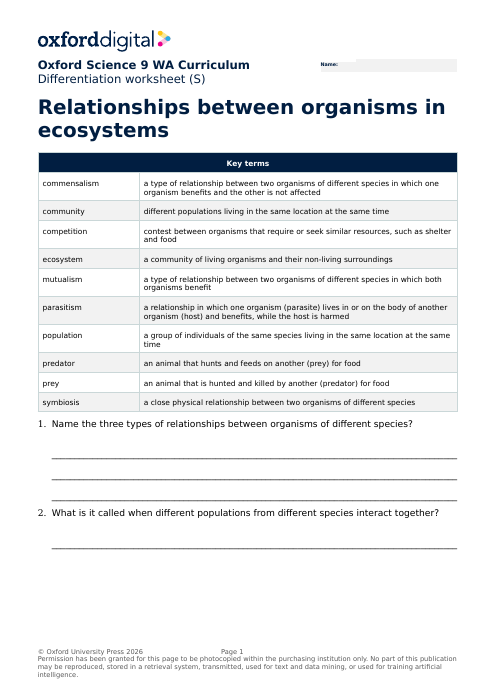 oxforddigital
Oxford Science 9 WA Curriculum
Name:
Differentiation worksheet (S)
Relationships between organisms in
ecosystems
Key terms
commensalism
a type of relationship between two organisms of different species in which one
organism benefits and the other is not affected
community
different populations living in the same location at the same time
competition
contest between organisms that require or seek similar resources, such as shelter
and food
ecosystem
a community of living organisms and their non-living surroundings
mutualism
a type of relationship between two organisms of different species in which both
organisms benefit
parasitism
a relationship in which one organism (parasite) lives in or on the body of another
organism (host) and benefits, while the host is harmed
population
a group of individuals of the same species living in the same location at the same
time
predator
an animal that hunts and feeds on another (prey) for food
prey
an animal that is hunted and killed by another (predator) for food
symbiosis
a close physical relationship between two organisms of different species
1. Name the three types of relationships between organisms of different species?
2. What is it called when different populations from different species interact together?
© Oxford University Press 2026 Page 1
Permission has been granted for this page to be photocopied within the purchasing institution only. No part of this publication
may be reproduced, stored in a retrieval system, transmitted, used for text and data mining, or used for training artificial
intelligence.